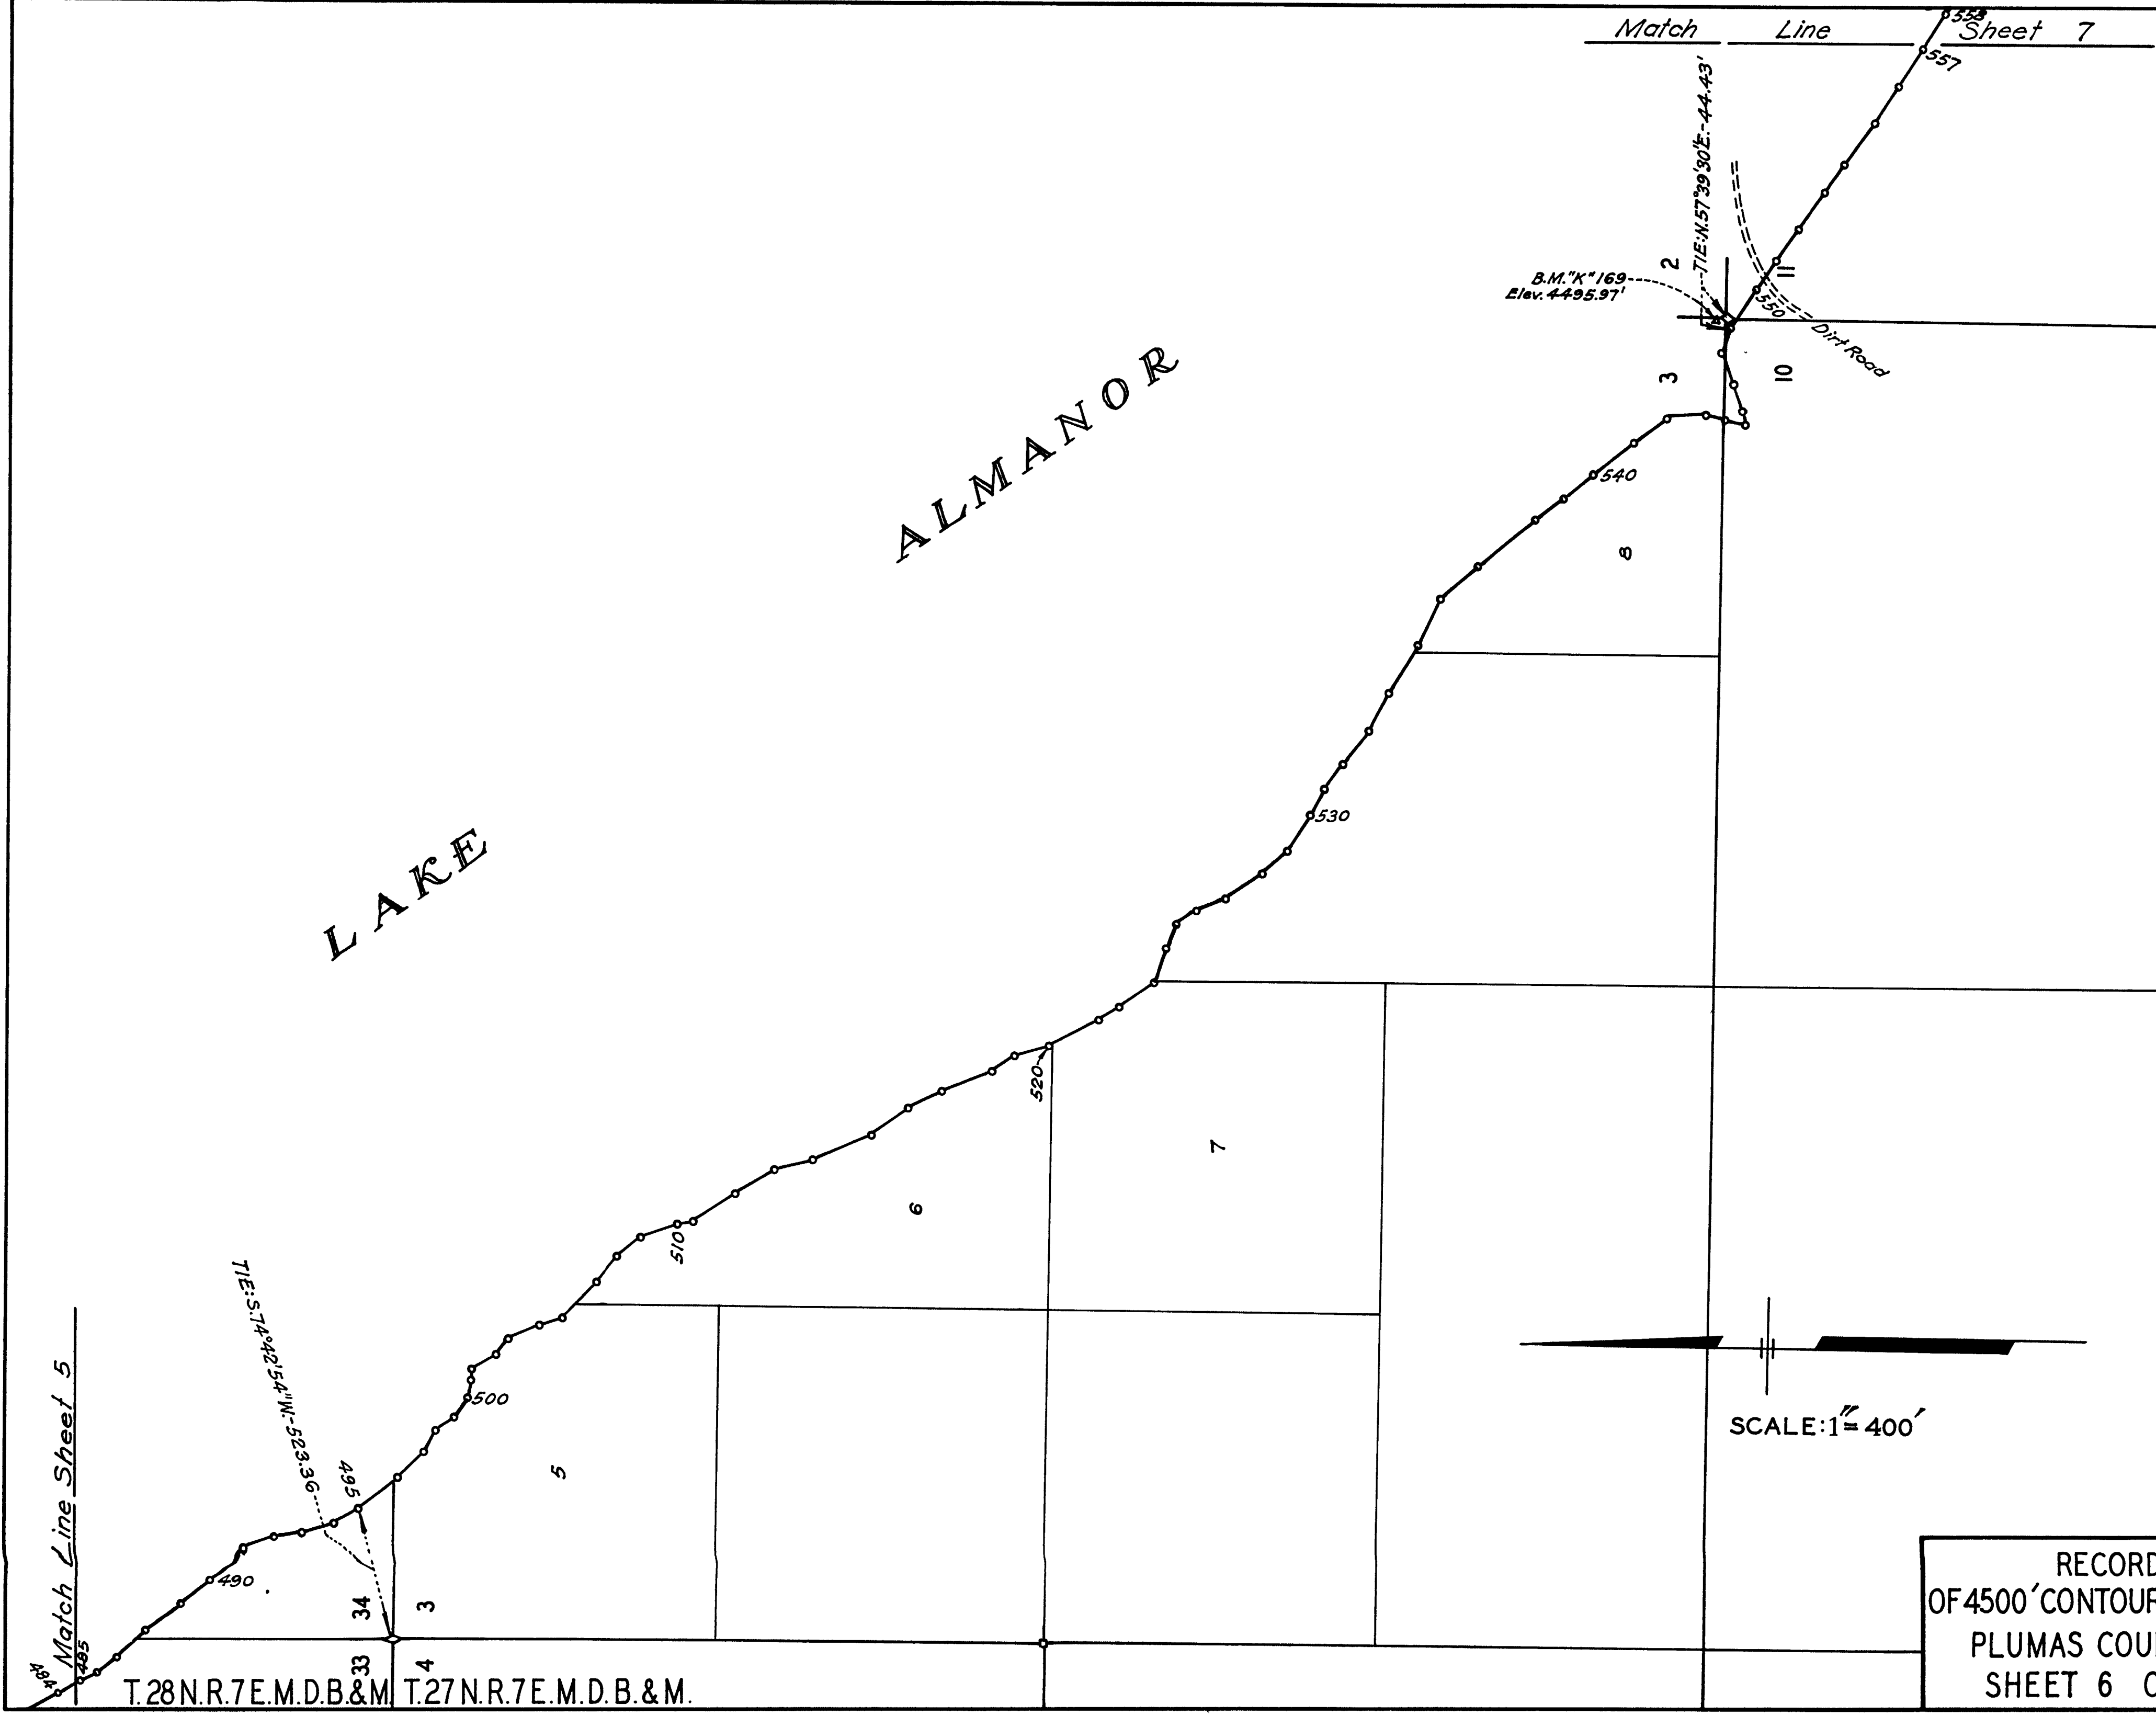 Match Line Sheet 7
558
557
TIE:N.57°39'30"E.-44.43'
2
11
B.M."K"169
Elev. 4495.97'
550
Dirt Road
3
10
ALMANOR
540
8
530
LAKE
520
7
6
510
TIE:S.74°42'54"W.-523.36
500
5
495
Match Line Sheet 5
490
34
3
33
4
485
484
T.28N.R.7E.M.D.B.&M.
T.27N.R.7E.M.D.B.&M.
SCALE:1"=400'
RECORD
OF 4500' CONTOUR
PLUMAS COU
SHEET 6